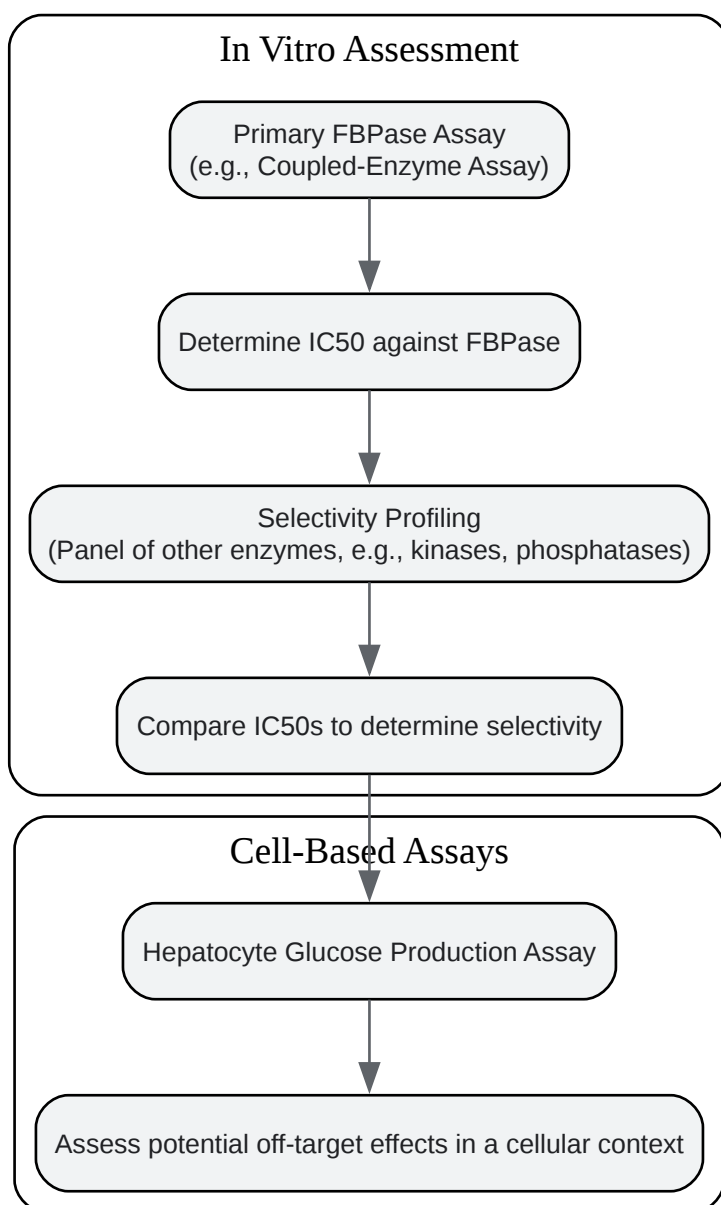 In Vitro Assessment
Primary FBPase Assay
(e.g., Coupled-Enzyme Assay)
Determine IC50 against FBPase
Selectivity Profiling
(Panel of other enzymes, e.g., kinases, phosphatases)
Compare IC50s to determine selectivity
Cell-Based Assays
Hepatocyte Glucose Production Assay
Assess potential off-target effects in a cellular context